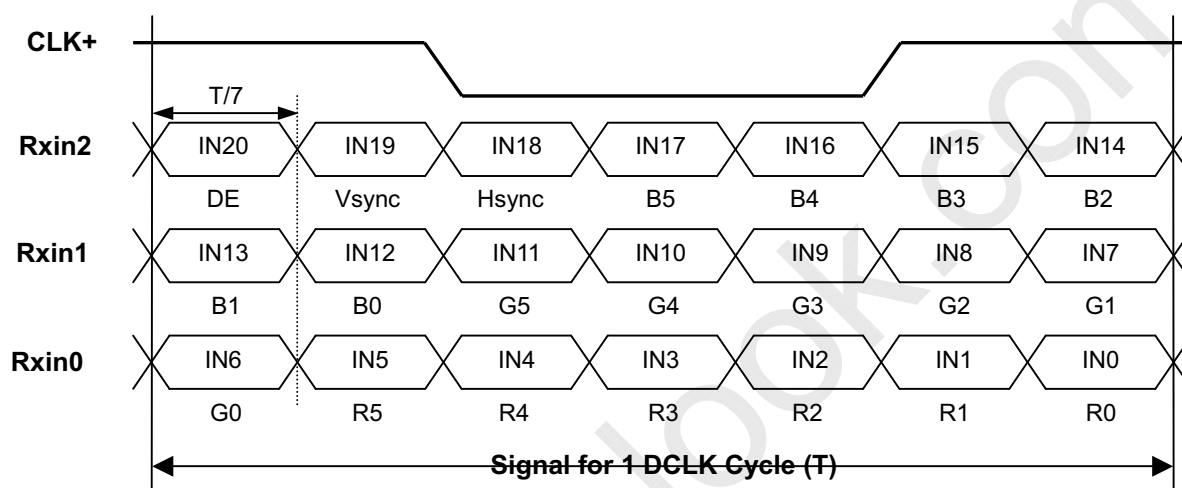 CLK+
T/7
Rxin2 IN20 IN19 IN18 IN17 IN16 IN15 IN14
DE Vsync Hsync B5 B4 B3 B2
Rxin1 IN13 IN12 IN11 IN10 IN9 IN8 IN7
B1 B0 G5 G4 G3 G2 G1
Rxin0 IN6 IN5 IN4 IN3 IN2 IN1 IN0
G0 R5 R4 R3 R2 R1 R0
Signal for 1 DCLK Cycle (T)
look.com